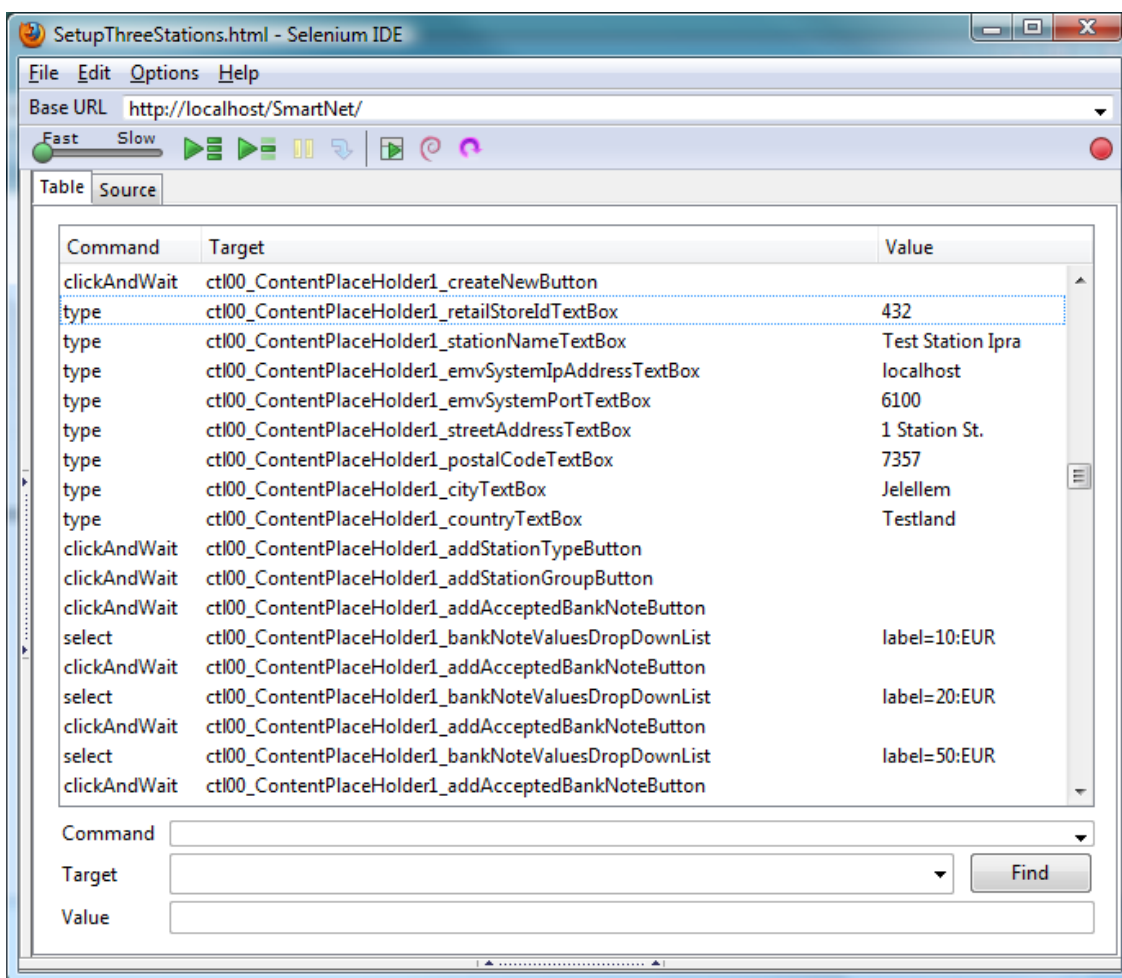 SetupThreeStations.html - Selenium IDE
File Edit Options Help
Base URL http://localhost/SmartNet/
Fast Slow
Table Source
Command Target Value
clickAndWait ctl00_ContentPlaceHolder1_createNewButton
type ctl00_ContentPlaceHolder1_retailStoreIdTextBox 432
type ctl00_ContentPlaceHolder1_stationNameTextBox Test Station Ipra
type ctl00_ContentPlaceHolder1_emvSystemIpAddressTextBox localhost
type ctl00_ContentPlaceHolder1_emvSystemPortTextBox 6100
type ctl00_ContentPlaceHolder1_streetAddressTextBox 1 Station St.
type ctl00_ContentPlaceHolder1_postalCodeTextBox 7357
type ctl00_ContentPlaceHolder1_cityTextBox Jelellem
type ctl00_ContentPlaceHolder1_countryTextBox Testland
clickAndWait ctl00_ContentPlaceHolder1_addStationTypeButton
clickAndWait ctl00_ContentPlaceHolder1_addStationGroupButton
clickAndWait ctl00_ContentPlaceHolder1_addAcceptedBankNoteButton
select ctl00_ContentPlaceHolder1_bankNoteValuesDropDownList label=10:EUR
clickAndWait ctl00_ContentPlaceHolder1_addAcceptedBankNoteButton
select ctl00_ContentPlaceHolder1_bankNoteValuesDropDownList label=20:EUR
clickAndWait ctl00_ContentPlaceHolder1_addAcceptedBankNoteButton
select ctl00_ContentPlaceHolder1_bankNoteValuesDropDownList label=50:EUR
clickAndWait ctl00_ContentPlaceHolder1_addAcceptedBankNoteButton
Command
Target Find
Value